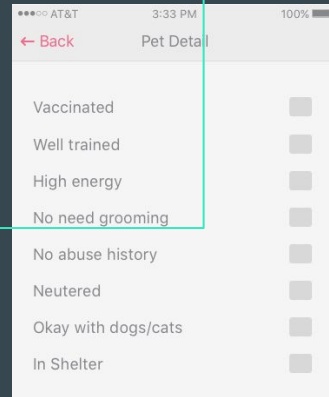 AT&T 3:33 PM 100%
← Back Pet Detail
Vaccinated
Well trained
High energy
No need grooming
No abuse history
Neutered
Okay with dogs/cats
In Shelter